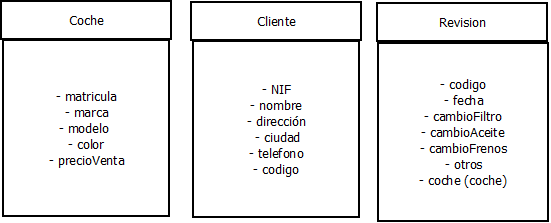 Coche
- matricula
- marca
- modelo
- color
- precioVenta
Cliente
- NIF
- nombre
- dirección
- ciudad
- telefono
- codigo
Revision
- codigo
- fecha
- cambioFiltro
- cambioAceite
- cambioFrenos
- otros
- coche (coche)